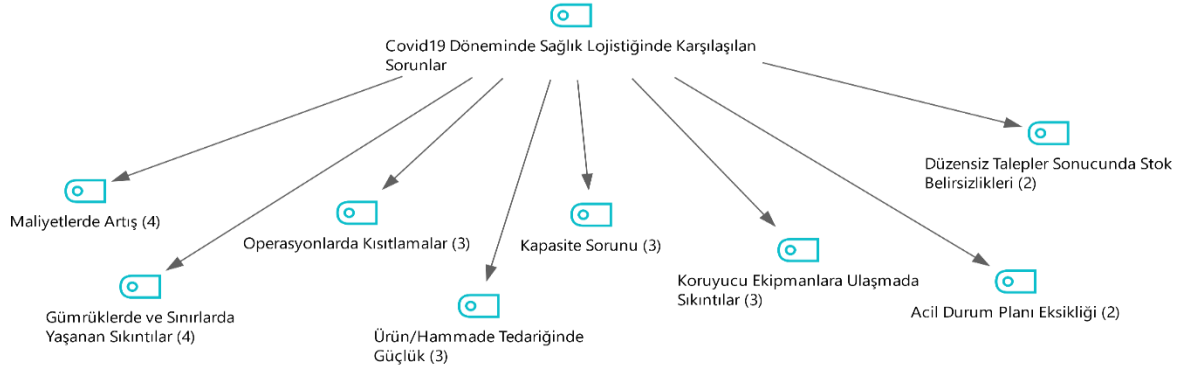 Covid19 Döneminde Sağlık Lojistiğinde Karşılaşılan
Sorunlar
Düzensiz Talepler Sonucunda Stok
Belirsizlikleri (2)
Maliyetlerde Artış (4)
Operasyonlarda Kısıtlamalar (3)
Kapasite Sorunu (3)
Koruyucu Ekipmanlara Ulaşmada
Sıkıntılar (3)
Acil Durum Planı Eksikliği (2)
Gümrüklerde ve Sınırlarda
Yaşanan Sıkıntılar (4)
Ürün/Hammade Tedariğinde
Güçlük (3)